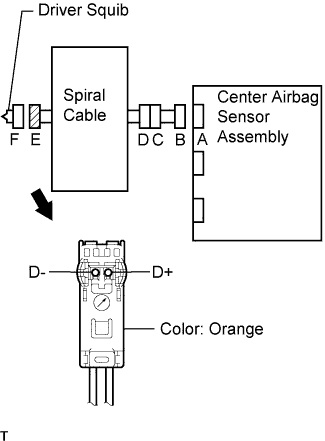 Driver Squib
Spiral
Cable
Center Airbag
Sensor
Assembly
F E D C B A
D- D+
Color: Orange
T